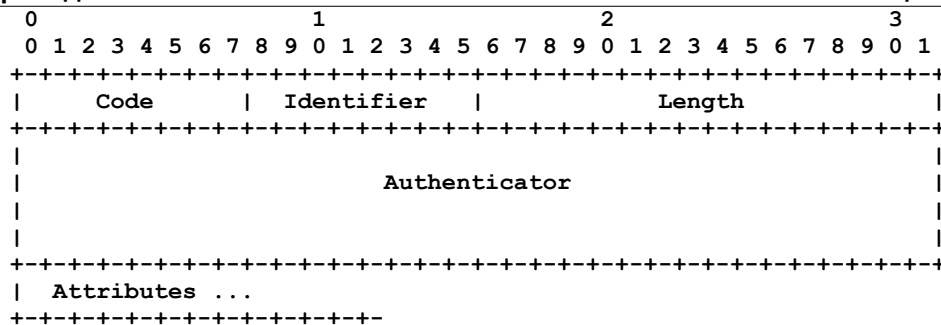 0                   1                   2                   3
 0 1 2 3 4 5 6 7 8 9 0 1 2 3 4 5 6 7 8 9 0 1 2 3 4 5 6 7 8 9 0 1
+-+-+-+-+-+-+-+-+-+-+-+-+-+-+-+-+-+-+-+-+-+-+-+-+-+-+-+-+-+-+-+-+
|     Code      |  Identifier   |            Length             |
+-+-+-+-+-+-+-+-+-+-+-+-+-+-+-+-+-+-+-+-+-+-+-+-+-+-+-+-+-+-+-+-+
|                                                               |
|                         Authenticator                         |
|                                                               |
|                                                               |
+-+-+-+-+-+-+-+-+-+-+-+-+-+-+-+-+-+-+-+-+-+-+-+-+-+-+-+-+-+-+-+-+
|  Attributes ...
+-+-+-+-+-+-+-+-+-+-+-+-+-